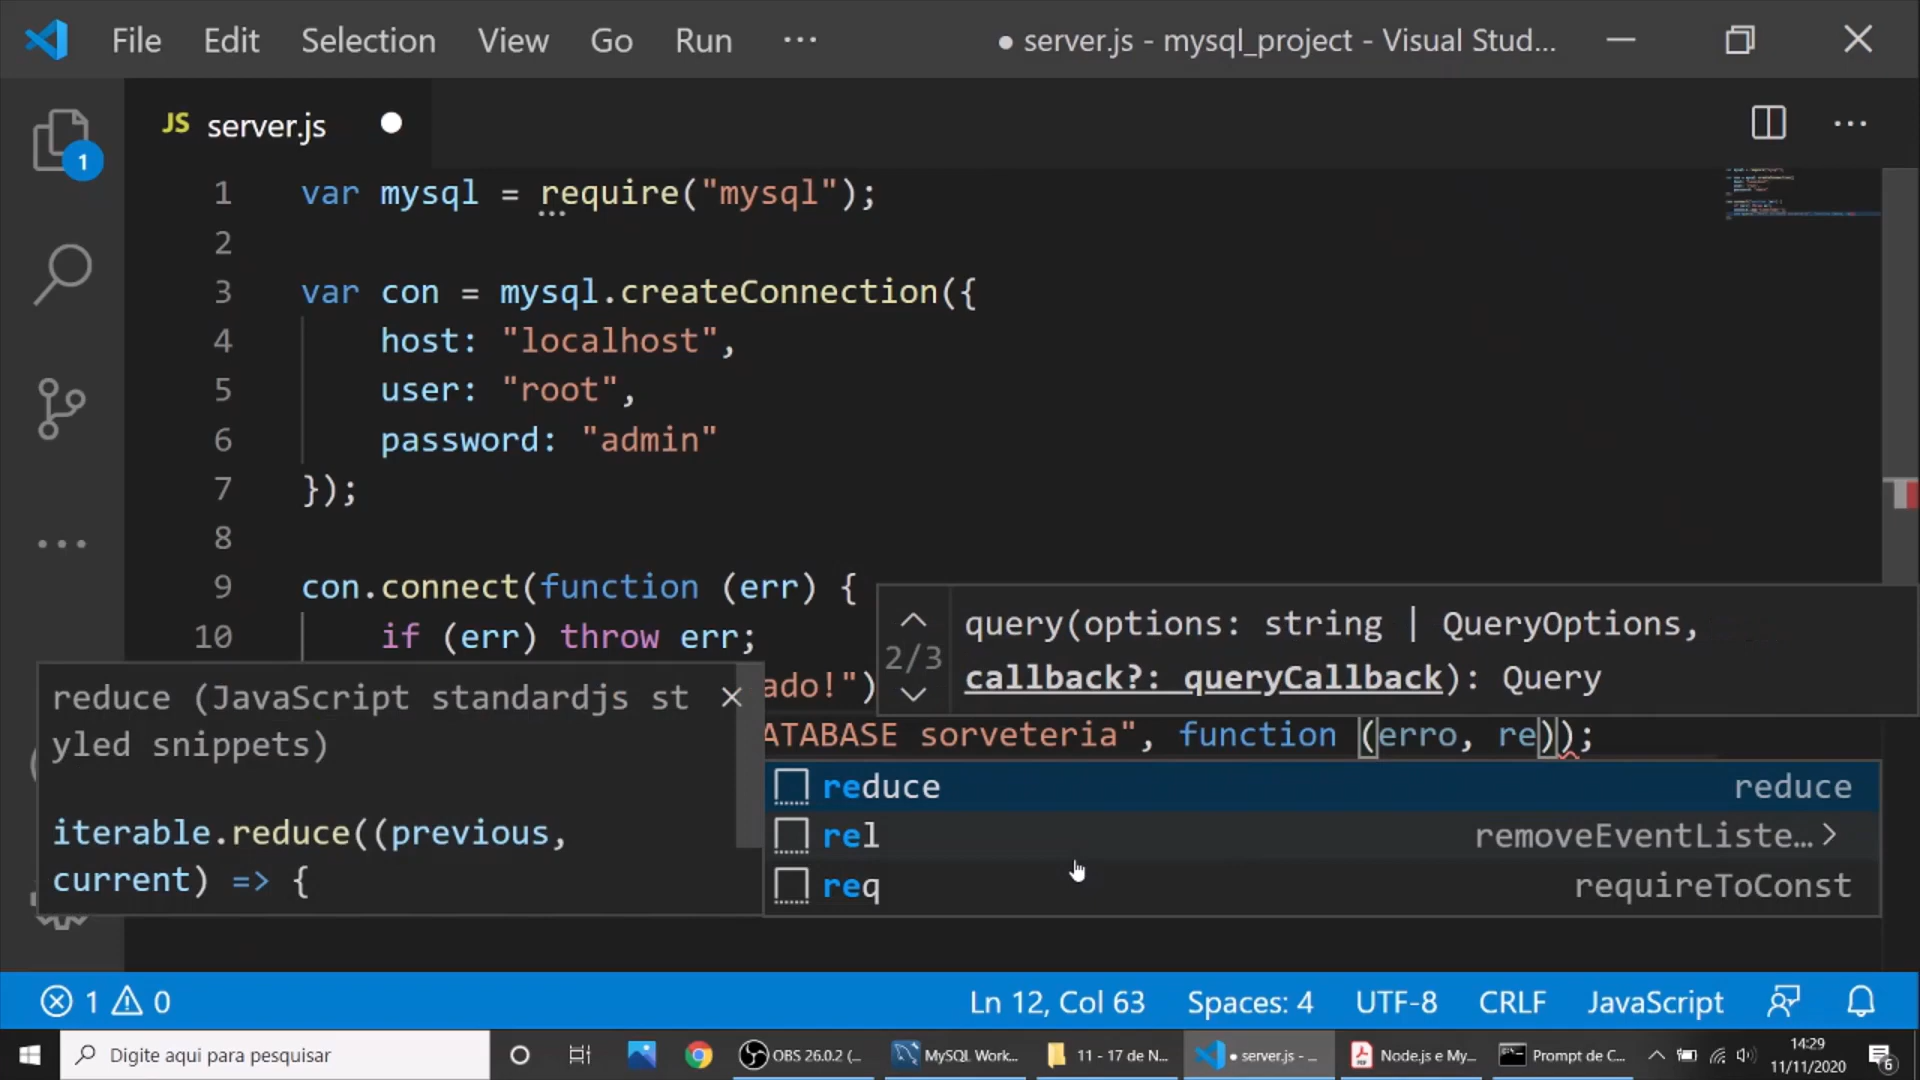 File Edit Selection View Go Run ··· ● server.js - mysql_project - Visual Stud...
JS server.js ●
1
1 var mysql = require("mysql");
2
3 var con = mysql.createConnection({
4 host: "localhost",
5 user: "root",
6 password: "admin"
7 });
8
9 con.connect(function (err) {
10 if (err) throw err;
query(options: string | QueryOptions,
2/3
callback?: queryCallback): Query
ado!")
ATABASE sorveteria", function (erro, re));
reduce (JavaScript standardjs st
yled snippets)
iterable.reduce((previous,
current) => {
reduce reduce
rel removeEventListe...
req requireToConst
1 0 Ln 12, Col 63 Spaces: 4 UTF-8 CRLF JavaScript
Digite aqui para pesquisar OBS 26.0.2 (... MySQL Work... 11 - 17 de N... ● server.js - ... Node.js e My... Prompt de C... 14:29
11/11/2020
6